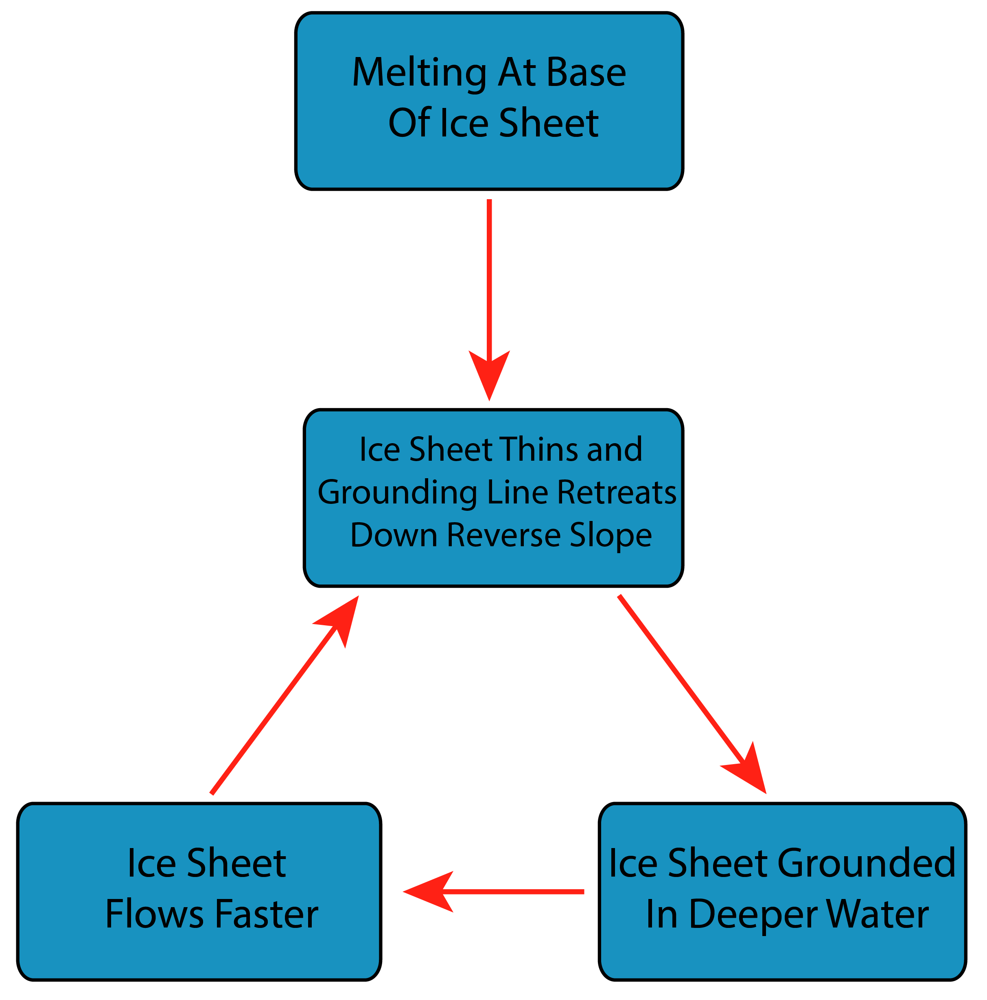 Melting At Base
Of Ice Sheet
Ice Sheet Thins and
Grounding Line Retreats
Down Reverse Slope
Ice Sheet
Flows Faster
Ice Sheet Grounded
In Deeper Water